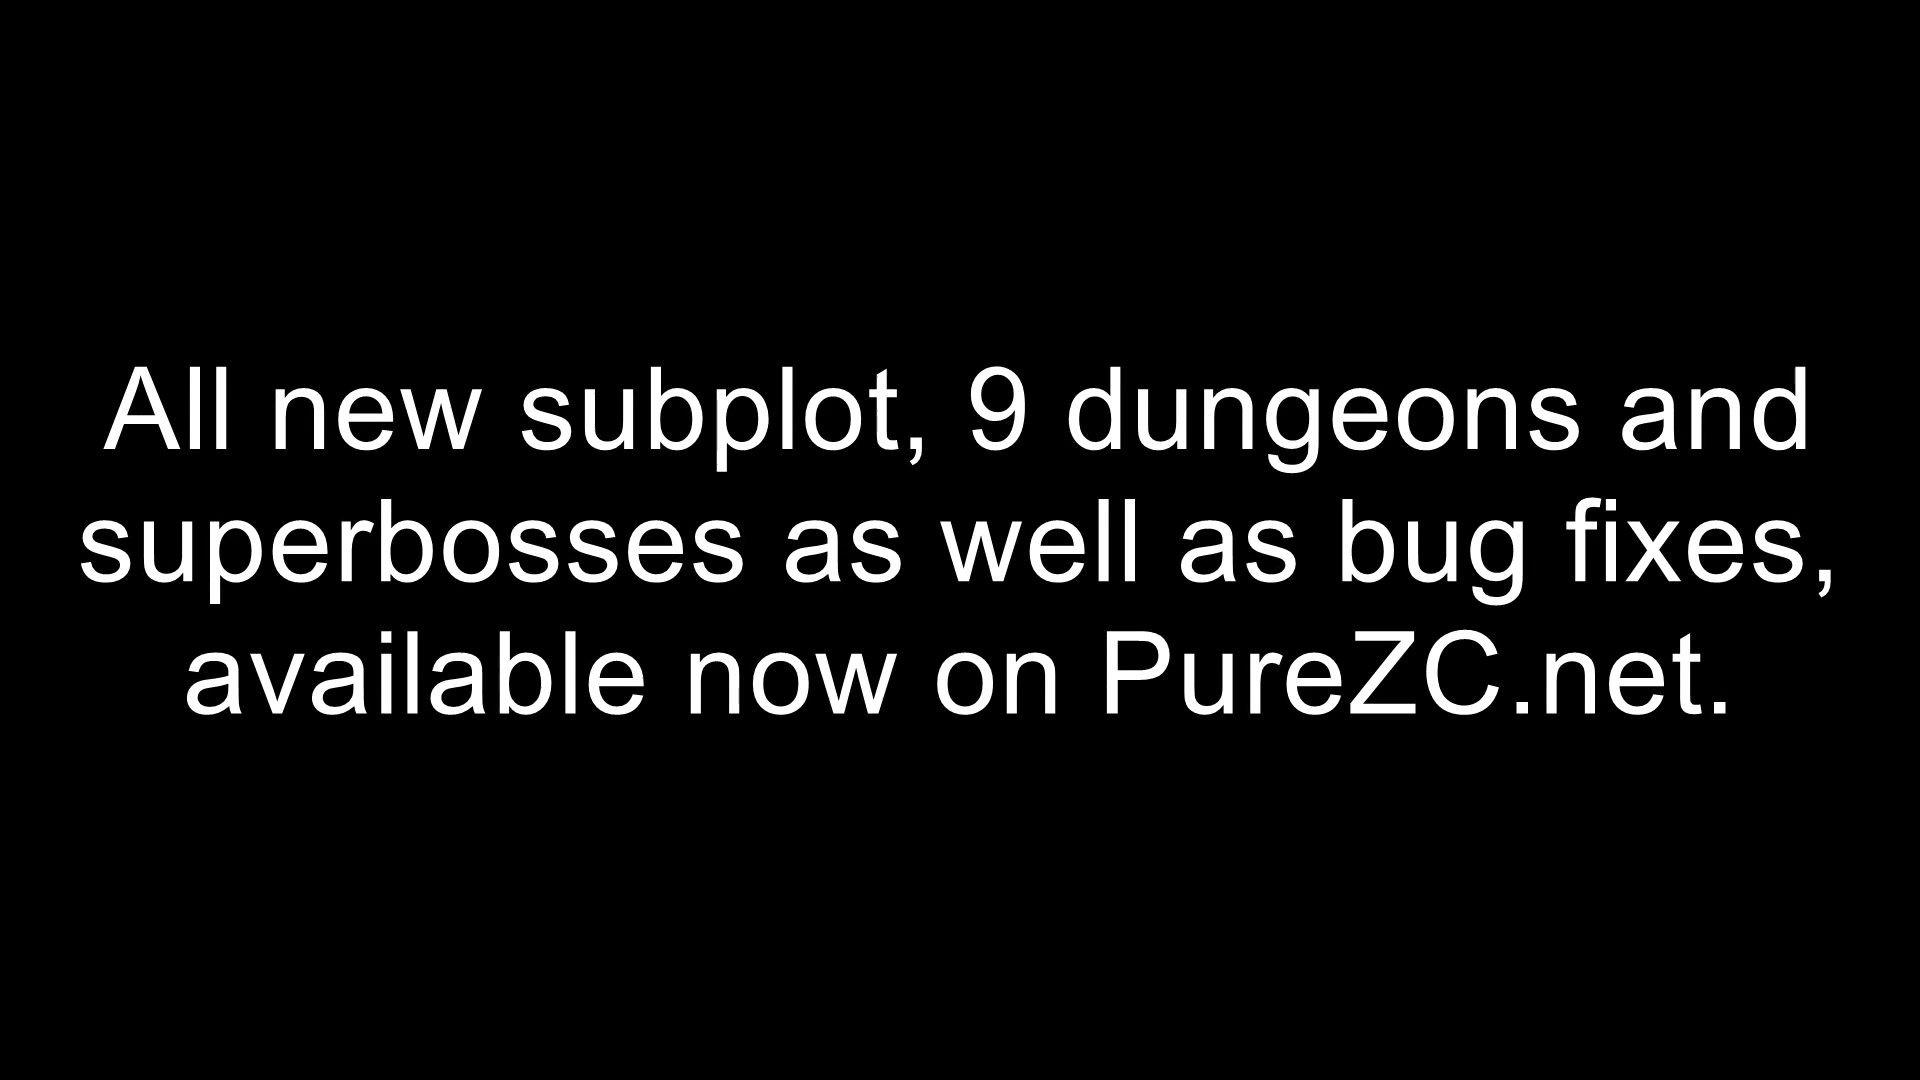 All new subplot, 9 dungeons and
superbosses as well as bug fixes,
available now on PureZC.net.